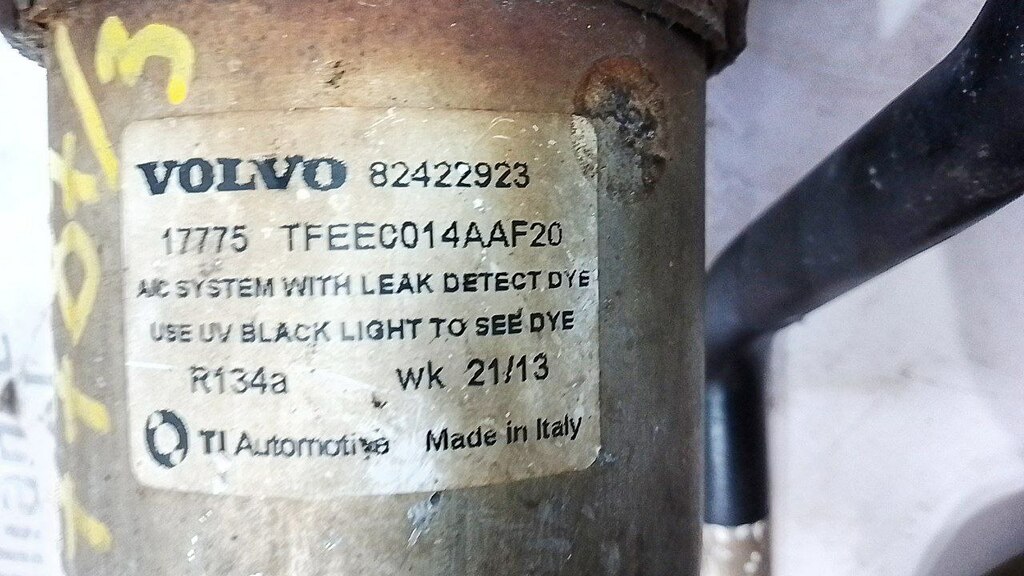 VOLVO 82422923
17775 TFEEC014AAF20
A/C SYSTEM WITH LEAK DETECT DYE
USE UV BLACK LIGHT TO SEE DYE
R134a wk 21/13
TI Automotive Made in Italy